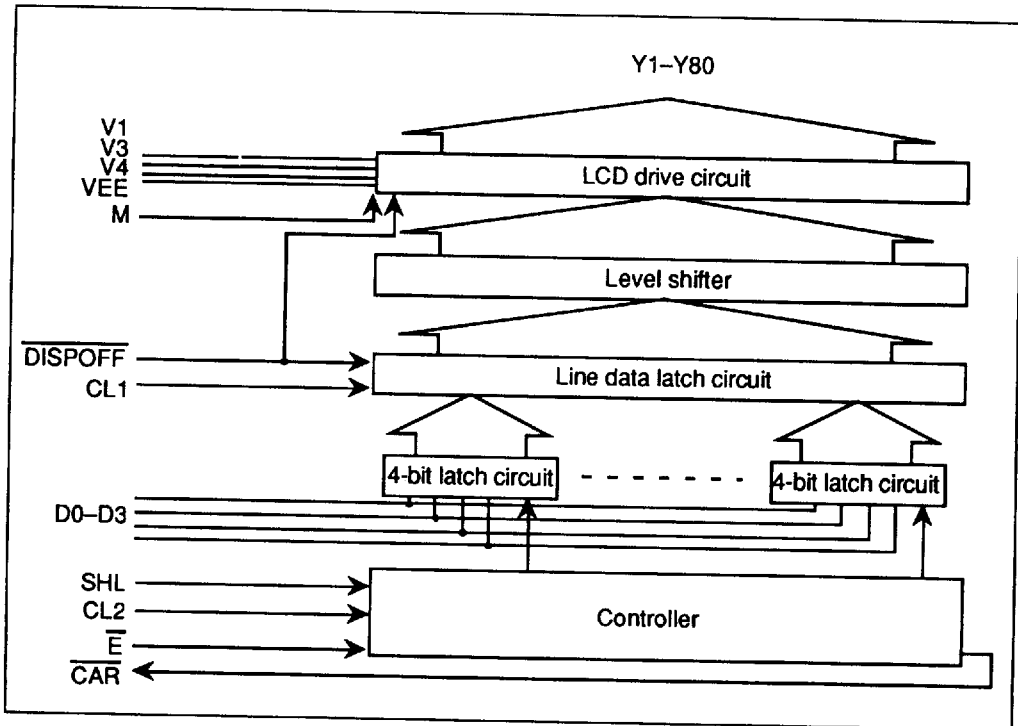 Y1–Y80
V1
V3
V4
VEE
M
LCD drive circuit
Level shifter
DISPOFF
CL1
Line data latch circuit
4-bit latch circuit
4-bit latch circuit
D0–D3
SHL
CL2
E
CAR
Controller